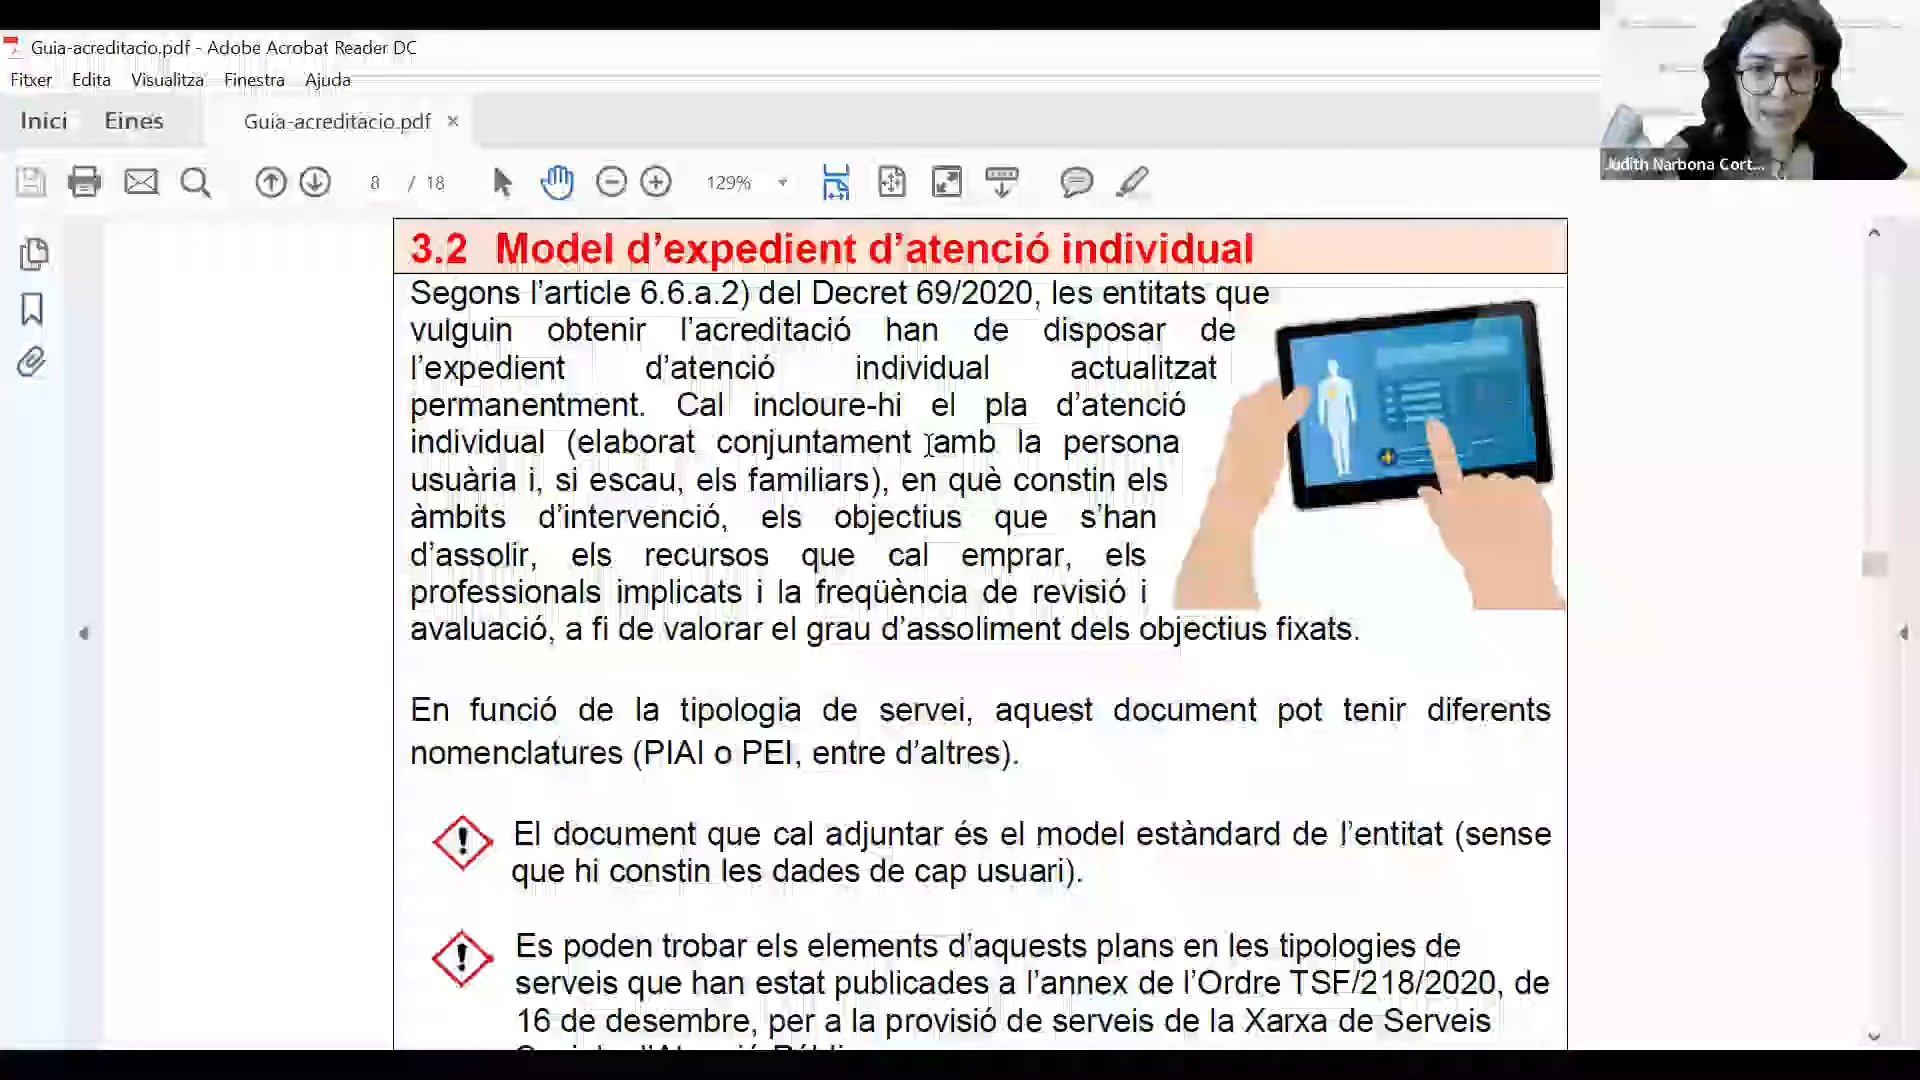 Guia-acreditacio.pdf - Adobe Acrobat Reader DC
Fitxer Edita Visualitza Finestra Ajuda
Inici Eines Guia-acreditacio.pdf ×
8 / 18 129%
Judith Narbona Cort...
3.2 Model d’expedient d’atenció individual
Segons l’article 6.6.a.2) del Decret 69/2020, les entitats que
vulguin obtenir l’acreditació han de disposar de
l’expedient d’atenció individual actualitzat
permanentment. Cal incloure-hi el pla d’atenció
individual (elaborat conjuntament amb la persona
usuària i, si escau, els familiars), en què constin els
àmbits d’intervenció, els objectius que s’han
d’assolir, els recursos que cal emprar, els
professionals implicats i la freqüència de revisió i
avaluació, a fi de valorar el grau d’assoliment dels objectius fixats.
En funció de la tipologia de servei, aquest document pot tenir diferents
nomenclatures (PIAI o PEI, entre d’altres).
El document que cal adjuntar és el model estàndard de l’entitat (sense
que hi constin les dades de cap usuari).
Es poden trobar els elements d’aquests plans en les tipologies de
serveis que han estat publicades a l’annex de l’Ordre TSF/218/2020, de
16 de desembre, per a la provisió de serveis de la Xarxa de Serveis